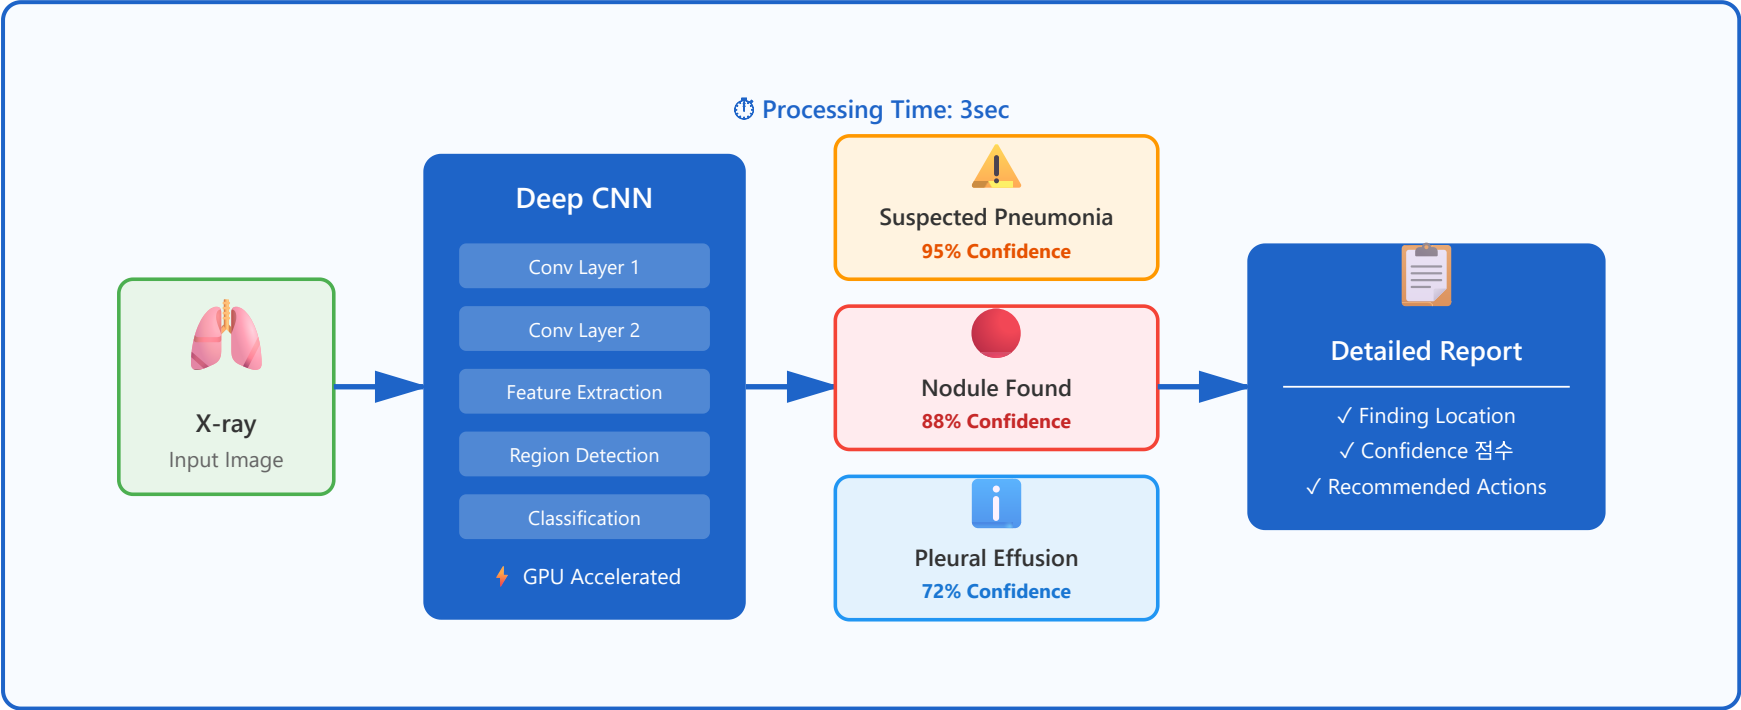 Processing Time: 3sec
X-ray
Input Image
Deep CNN
Conv Layer 1
Conv Layer 2
Feature Extraction
Region Detection
Classification
GPU Accelerated
Suspected Pneumonia
95% Confidence
Nodule Found
88% Confidence
Pleural Effusion
72% Confidence
Detailed Report
✓ Finding Location
✓ Confidence 점수
✓ Recommended Actions